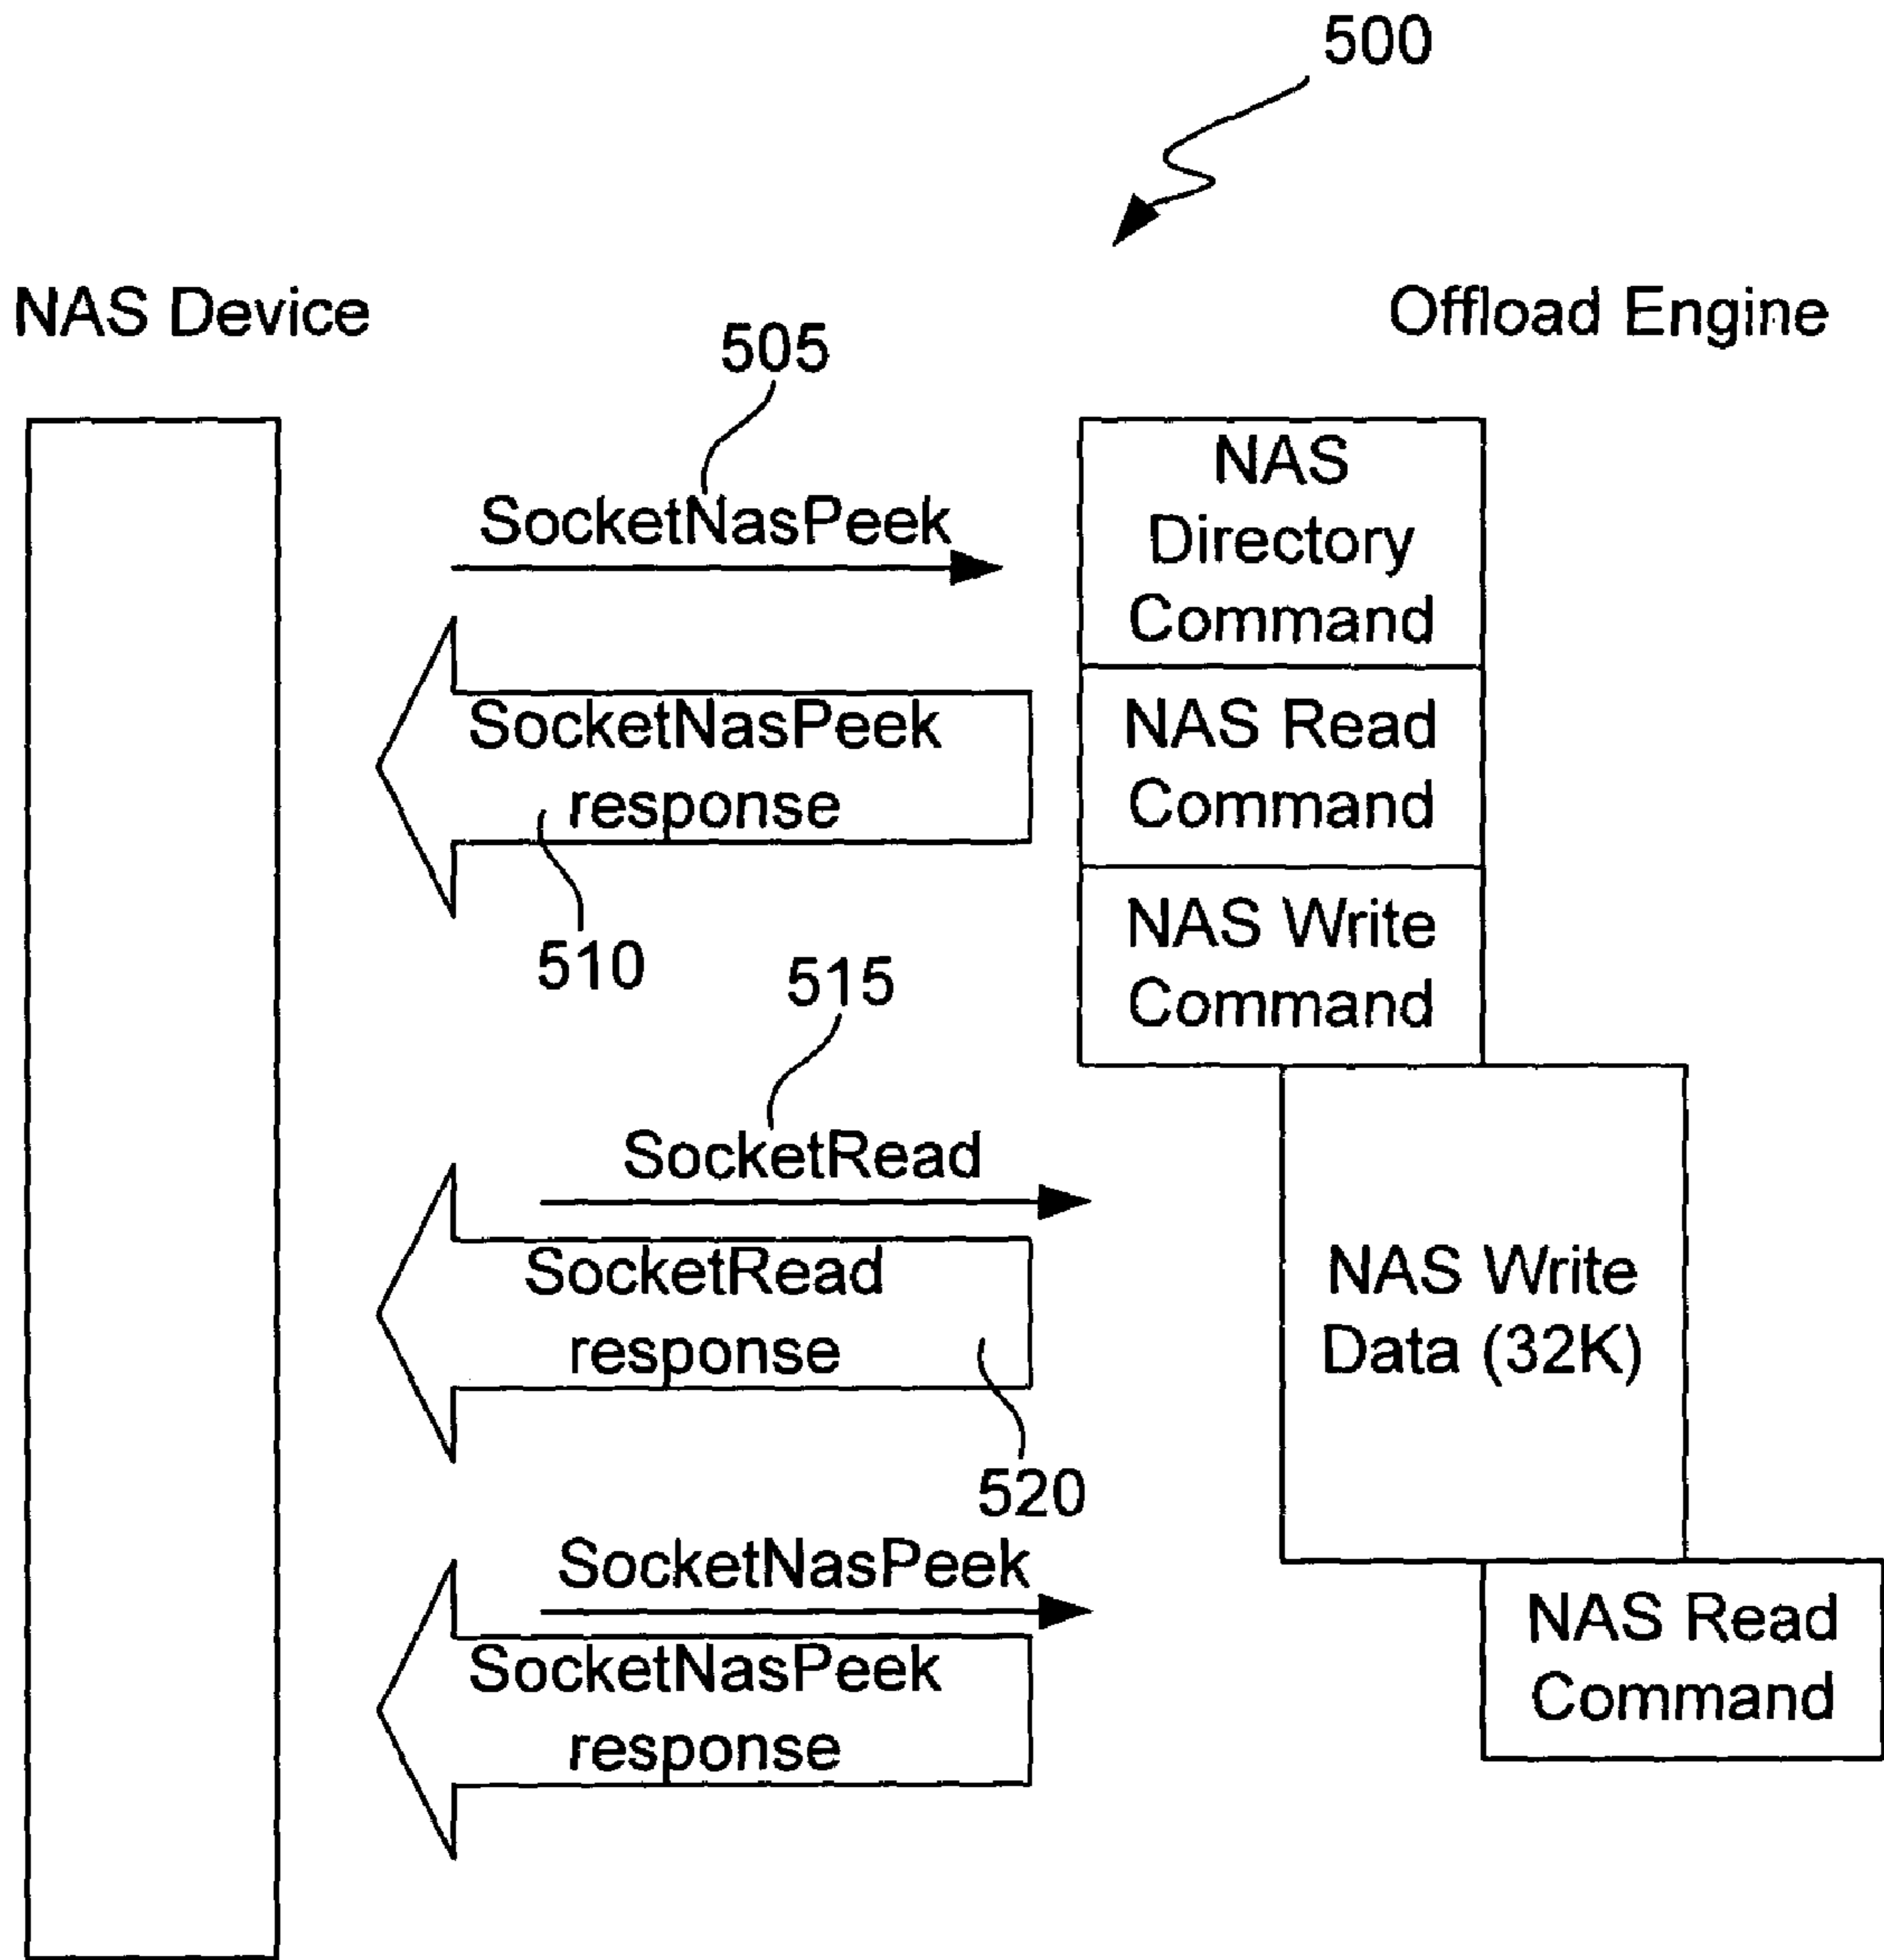 500
NAS Device
Offload Engine
505
SocketNasPeek
NAS
Directory
Command
SocketNasPeek
response
510
NAS Read
Command
NAS Write
Command
515
SocketRead
SocketRead
response
520
NAS Write
Data (32K)
SocketNasPeek
SocketNasPeek
response
NAS Read
Command